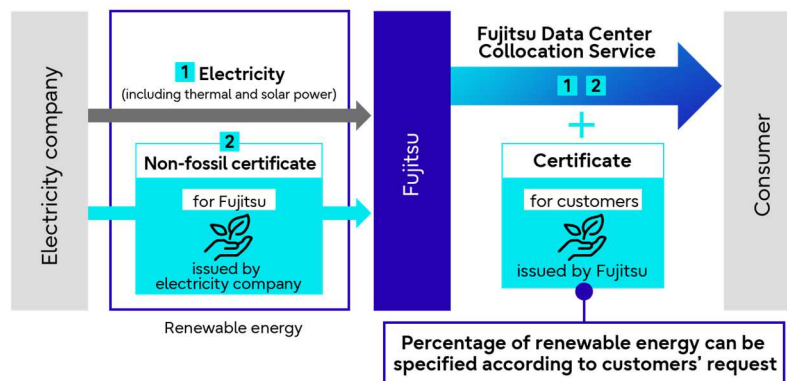 Electricity company
1 Electricity
(including thermal and solar power)
2
Non-fossil certificate
for Fujitsu
issued by
electricity company
Renewable energy
Fujitsu
Fujitsu Data Center
Collocation Service
1 2
+
Certificate
for customers
issued by Fujitsu
Percentage of renewable energy can be
specified according to customers' request
Consumer